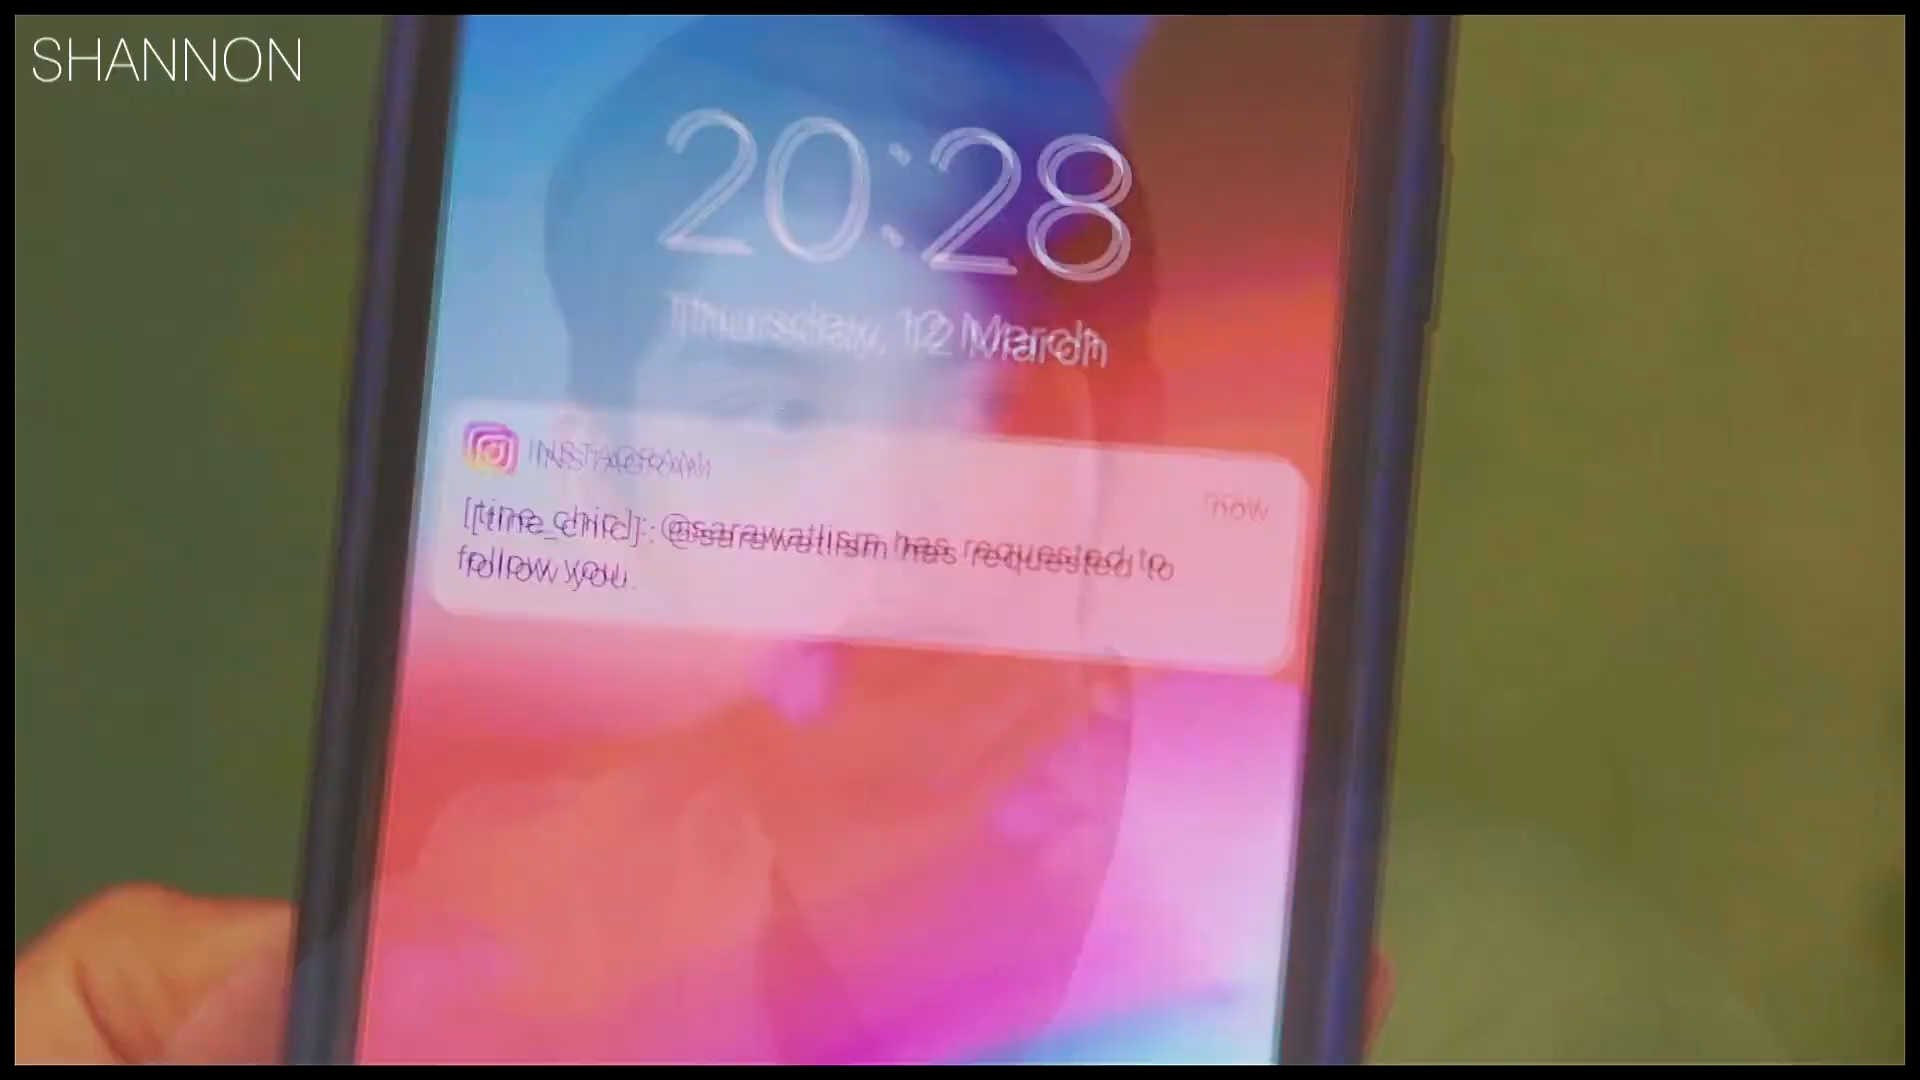 SHANNON
20:28
Thursday, 12 March
INSTAGRAM
now
[tine_chic]: @sarawatlism has requested to
follow you.